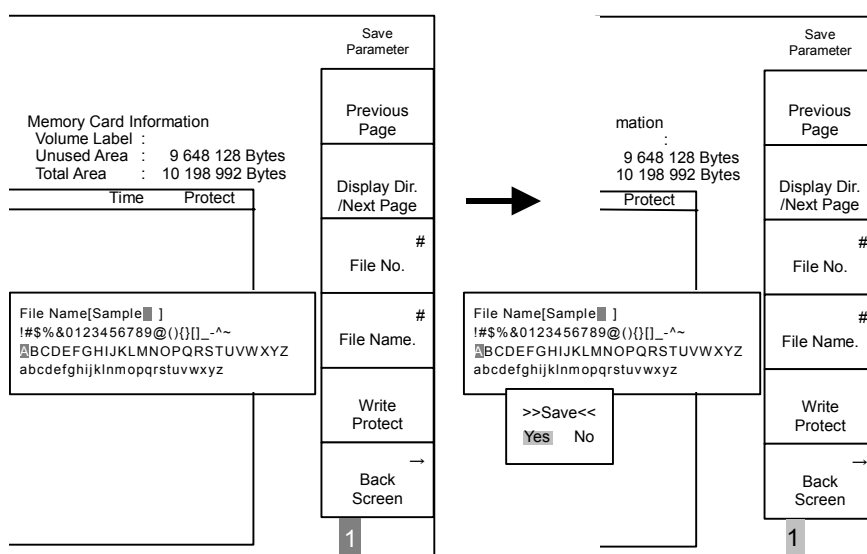 Save
Parameter
Previous
Page
Memory Card Information
Volume Label :
Unused Area : 9 648 128 Bytes
Total Area : 10 198 992 Bytes
Time Protect
Display Dir.
/Next Page
#
File No.
File Name[Sample ]
!#$%&0123456789@(){}[]_-^~
ABCDEFGHIJKLMNOPQRSTUVWXYZ
abcdefghijklnmopqrstuvwxyz
#
File Name.
Write
Protect
→
Back
Screen
1
Save
Parameter
Previous
Page
mation
:
9 648 128 Bytes
10 198 992 Bytes
Protect
Display Dir.
/Next Page
#
File No.
File Name[Sample ]
!#$%&0123456789@(){}[]_-^~
ABCDEFGHIJKLMNOPQRSTUVWXYZ
abcdefghijklnmopqrstuvwxyz
#
File Name.
>>Save<<
Yes No
Write
Protect
→
Back
Screen
1